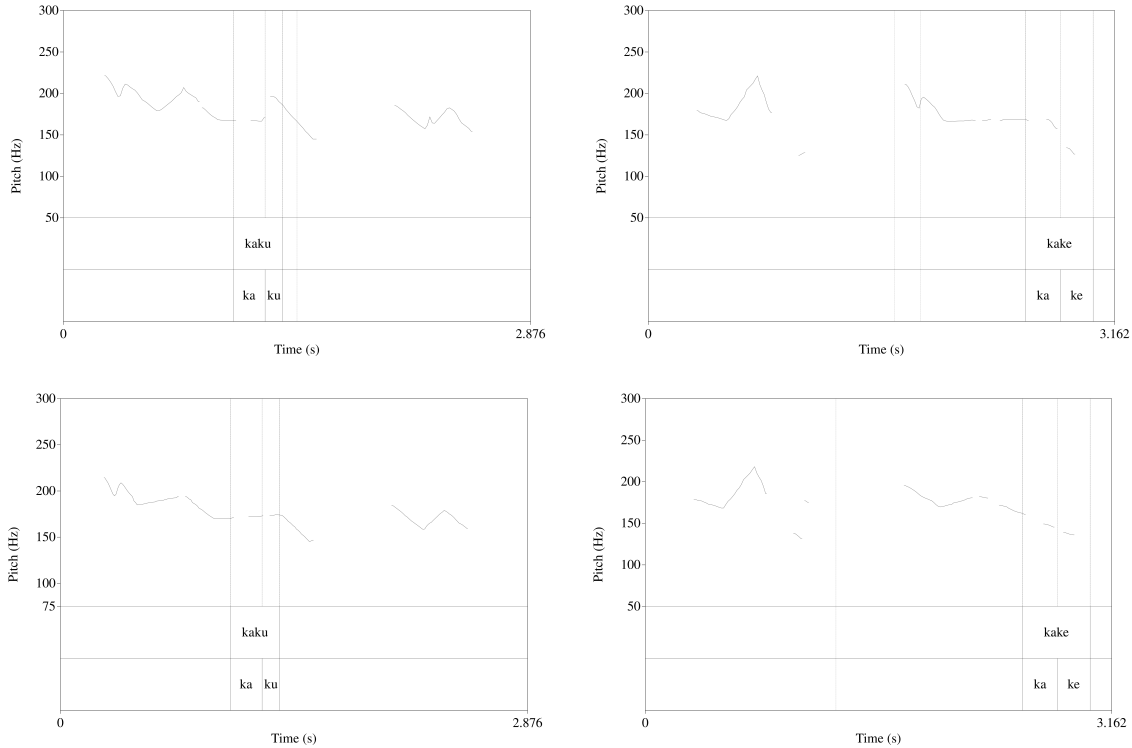 300
250
200
150
100
50
Pitch (Hz)
kaku
ka ku
0 2.876
Time (s)
300
250
200
150
100
50
Pitch (Hz)
kake
ka ke
0 3.162
Time (s)
300
250
200
150
100
75
Pitch (Hz)
kaku
ka ku
0 2.876
Time (s)
300
250
200
150
100
50
Pitch (Hz)
kake
ka ke
0 3.162
Time (s)